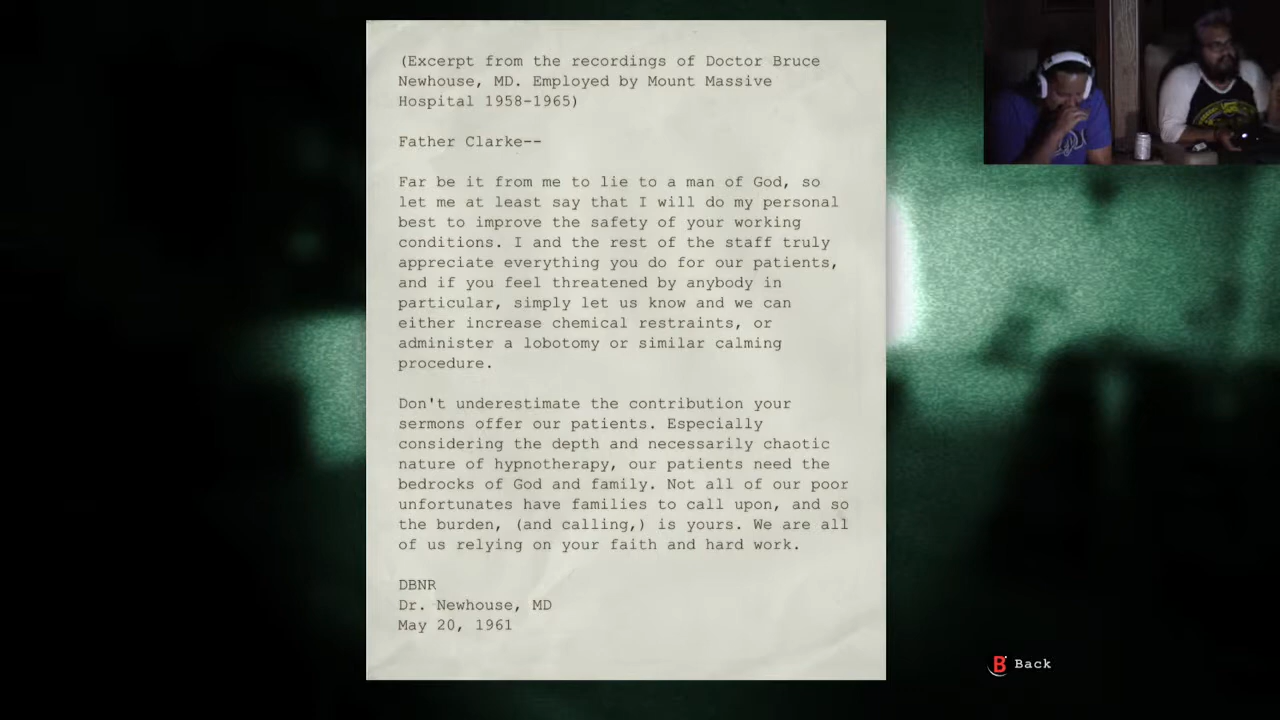 (Excerpt from the recordings of Doctor Bruce
Newhouse, MD. Employed by Mount Massive
Hospital 1958-1965)
Father Clarke--
Far be it from me to lie to a man of God, so
let me at least say that I will do my personal
best to improve the safety of your working
conditions. I and the rest of the staff truly
appreciate everything you do for our patients,
and if you feel threatened by anybody in
particular, simply let us know and we can
either increase chemical restraints, or
administer a lobotomy or similar calming
procedure.
Don't underestimate the contribution your
sermons offer our patients. Especially
considering the depth and necessarily chaotic
nature of hypnotherapy, our patients need the
bedrocks of God and family. Not all of our poor
unfortunates have families to call upon, and so
the burden, (and calling,) is yours. We are all
of us relying on your faith and hard work.
DBNR
Dr. Newhouse, MD
May 20, 1961
B Back